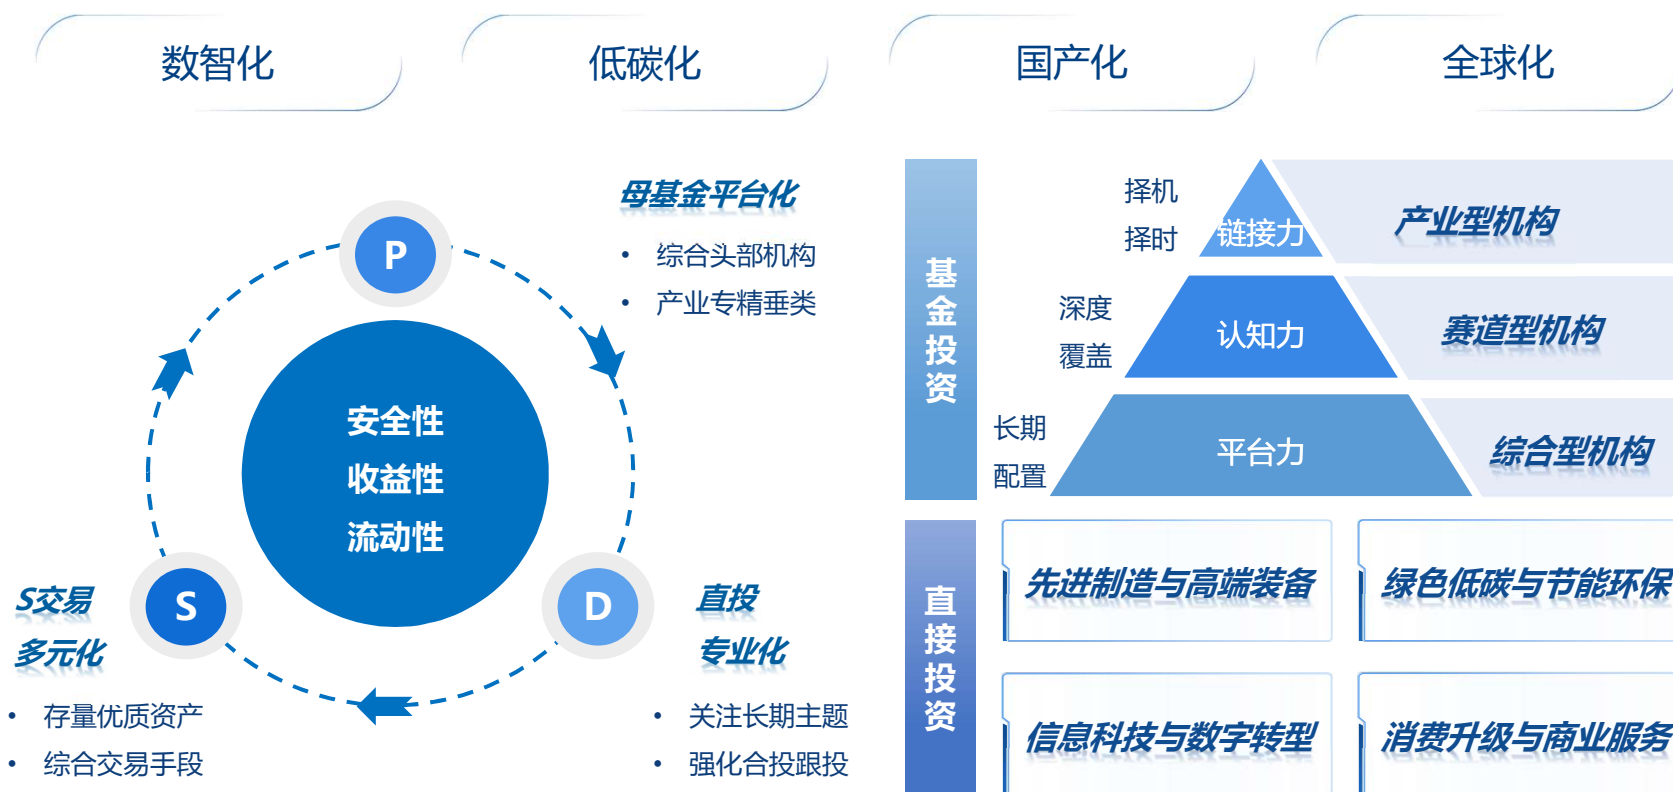 数智化
低碳化
国产化
全球化
P
母基金平台化
• 综合头部机构
• 产业专精垂类
安全性
收益性
流动性
S
S交易
多元化
• 存量优质资产
• 综合交易手段
D
直投
专业化
• 关注长期主题
• 强化合投跟投
基金投资
择机
择时
链接力
产业型机构
深度
覆盖
认知力
赛道型机构
长期
配置
平台力
综合型机构
直接投资
先进制造与高端装备
绿色低碳与节能环保
信息科技与数字转型
消费升级与商业服务